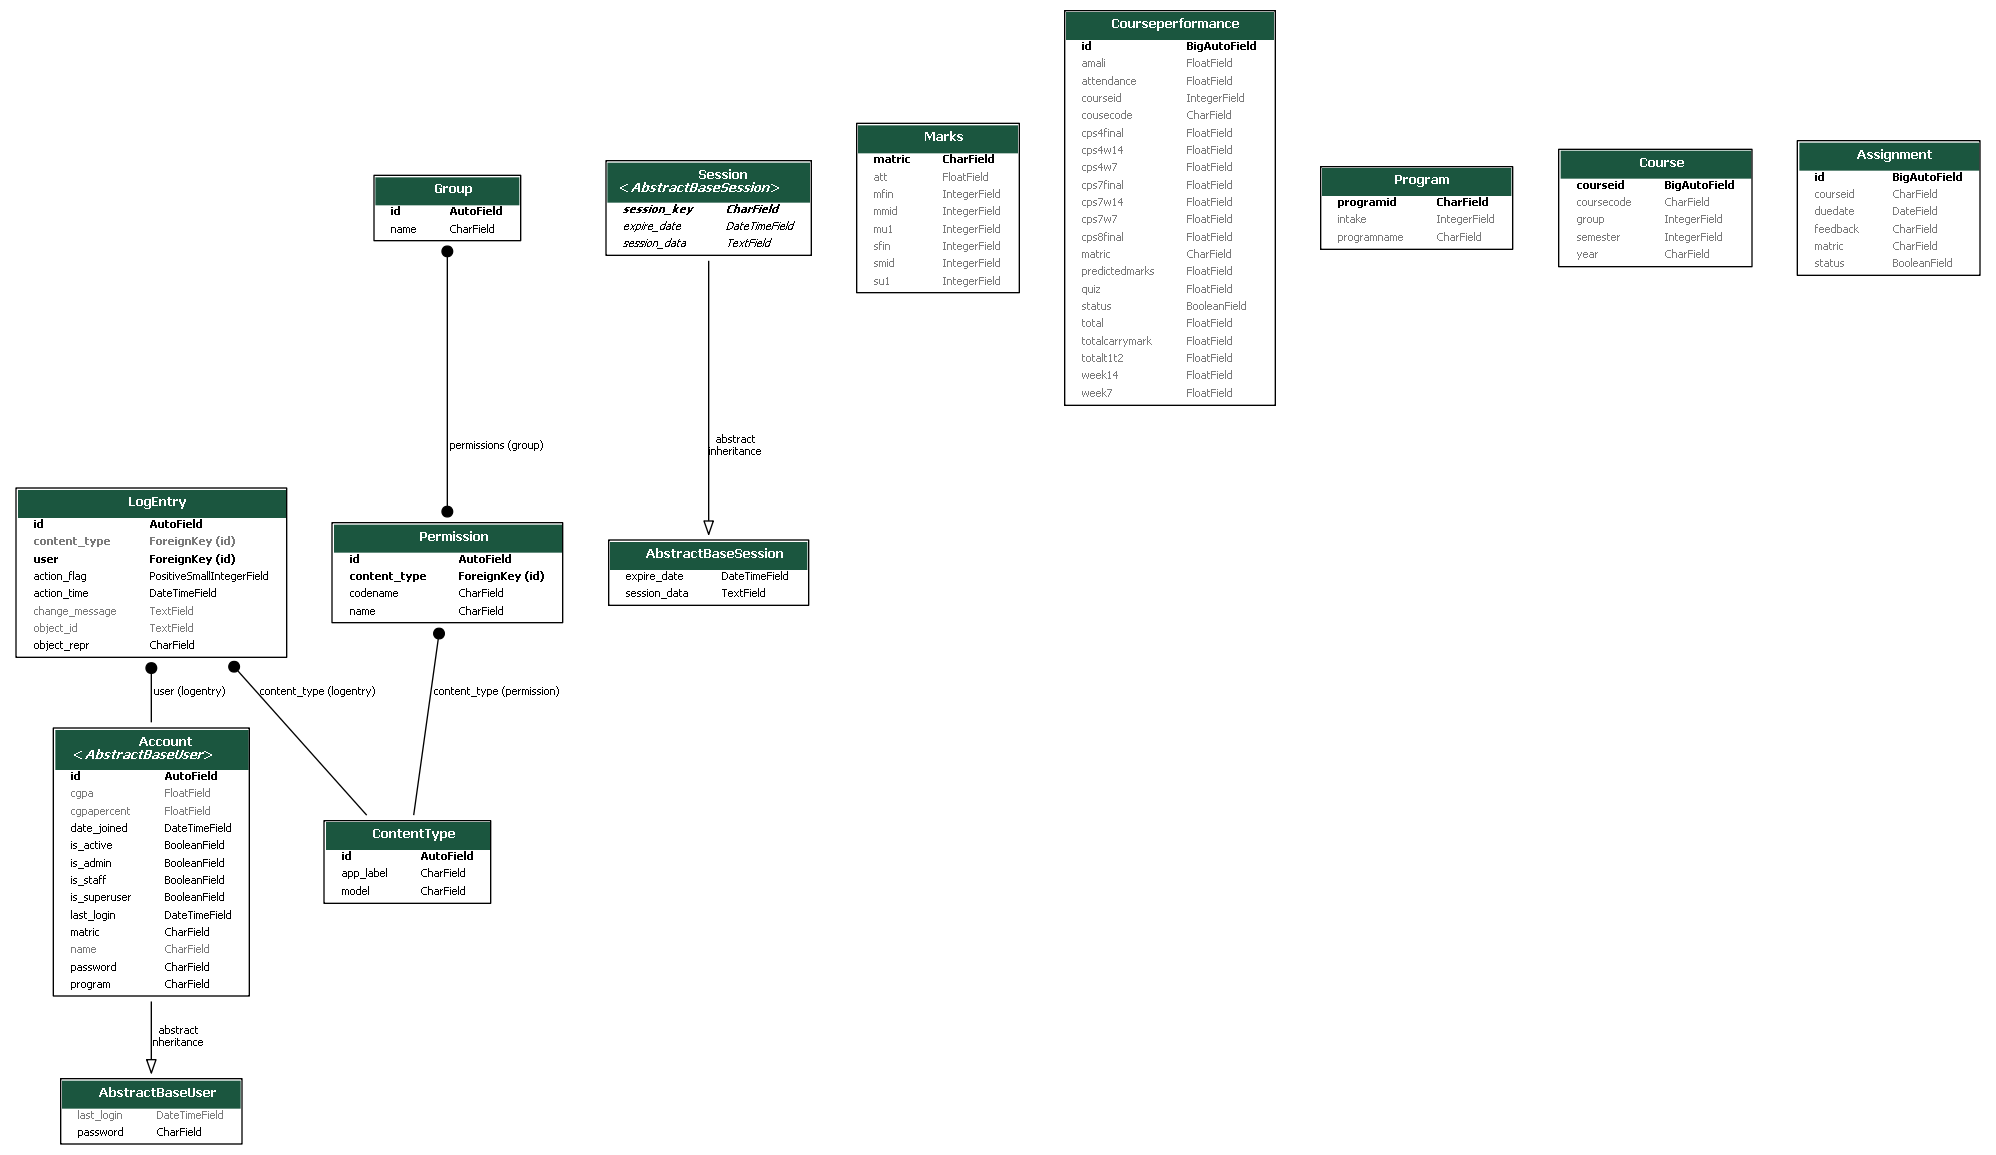 Courseperformance
id BigAutoField
amali FloatField
attendance FloatField
courseid IntegerField
cousecode CharField
cps4final FloatField
cps4w14 FloatField
cps4w7 FloatField
cps7final FloatField
cps7w14 FloatField
cps7w7 FloatField
cps8final FloatField
matric CharField
predictedmarks FloatField
quiz FloatField
status BooleanField
total FloatField
totalcarrymark FloatField
totalt1t2 FloatField
week14 FloatField
week7 FloatField
Marks
matric CharField
att FloatField
mfin IntegerField
mmid IntegerField
mu1 IntegerField
sfin IntegerField
smid IntegerField
su1 IntegerField
Assignment
id BigAutoField
courseid CharField
duedate DateField
feedback CharField
matric CharField
status BooleanField
Course
courseid BigAutoField
coursecode CharField
group IntegerField
semester IntegerField
year CharField
Program
programid CharField
intake IntegerField
programname CharField
Session
<AbstractBaseSession>
session_key CharField
expire_date DateTimeField
session_data TextField
Group
id AutoField
name CharField
permissions (group)
abstract
inheritance
LogEntry
id AutoField
content_type ForeignKey (id)
user ForeignKey (id)
action_flag PositiveSmallIntegerField
action_time DateTimeField
change_message TextField
object_id TextField
object_repr CharField
Permission
id AutoField
content_type ForeignKey (id)
codename CharField
name CharField
AbstractBaseSession
expire_date DateTimeField
session_data TextField
user (logentry)
content_type (logentry)
content_type (permission)
Account
<AbstractBaseUser>
id AutoField
cgpa FloatField
cgpapercent FloatField
date_joined DateTimeField
is_active BooleanField
is_admin BooleanField
is_staff BooleanField
is_superuser BooleanField
last_login DateTimeField
matric CharField
name CharField
password CharField
program CharField
ContentType
id AutoField
app_label CharField
model CharField
abstract
inheritance
AbstractBaseUser
last_login DateTimeField
password CharField